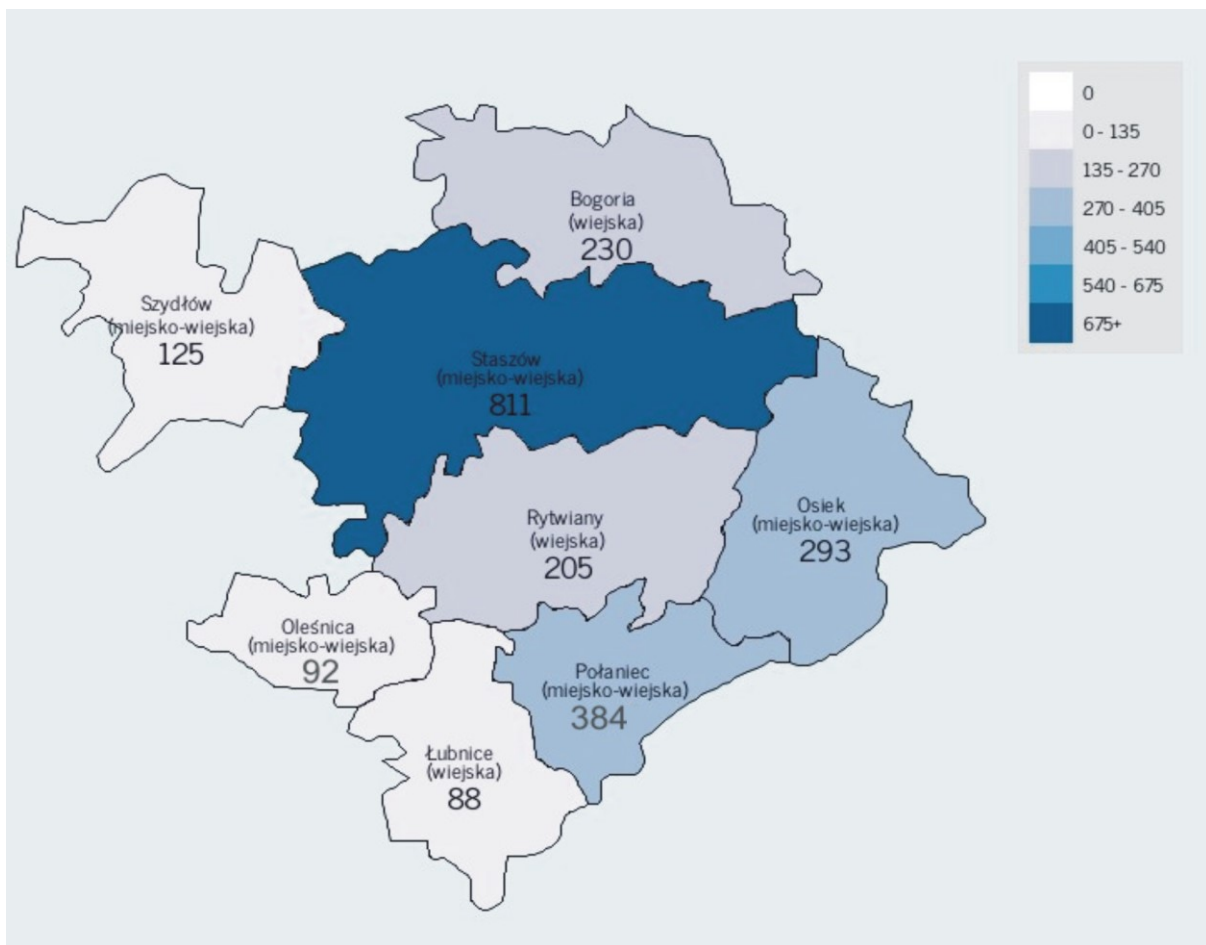 0
0 - 135
135 - 270
270 - 405
405 - 540
540 - 675
675+
Bogoria
(wiejska)
230
Szydłów
(miejsko-wiejska)
125
Staszów
(miejsko-wiejska)
811
Rytwiany
(wiejska)
205
Osiek
(miejsko-wiejska)
293
Oleśnica
(miejsko-wiejska)
92
Połaniec
(miejsko-wiejska)
384
Łubnice
(wiejska)
88